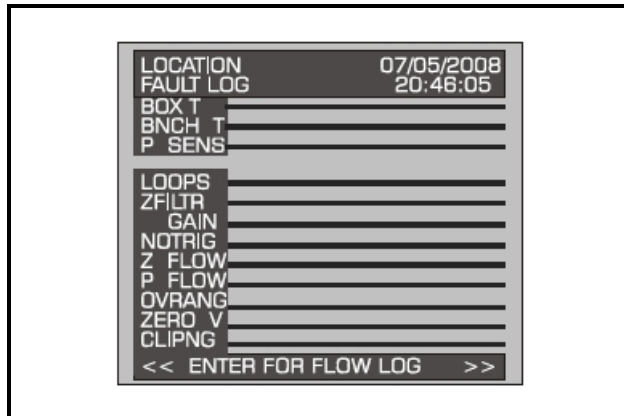 LOCATION 07/05/2008
FAULT LOG 20:46:05
BOX T
BNCH T
P SENS
LOOPS
ZFILTR
GAIN
NOTRIG
Z FLOW
P FLOW
OVRANG
ZERO V
CLIPNG
<< ENTER FOR FLOW LOG >>